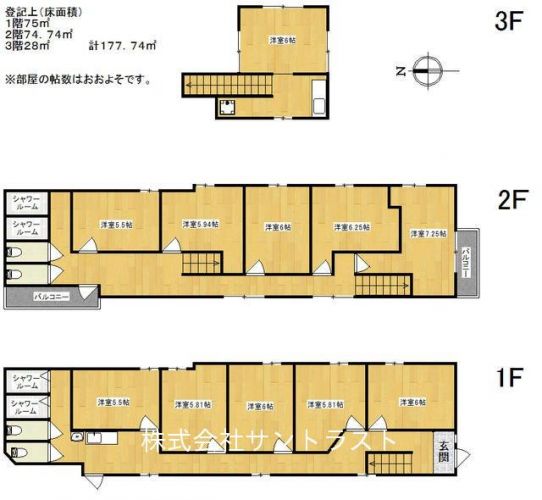 登記上(床面積)
1階75㎡
2階74.74㎡
3階28㎡　計177.74㎡
※部屋の帖数はおおよそです。
3F
洋室6帖
N
2F
シャワー
ルーム
シャワー
ルーム
洋室5.5帖
洋室5.94帖
洋室6帖
洋室6.25帖
洋室7.25帖
バルコニー
バルコニー
1F
シャワー
ルーム
シャワー
ルーム
洋室5.5帖
洋室5.81帖
洋室6帖
洋室5.81帖
洋室6帖
玄関
株式会社サントラスト